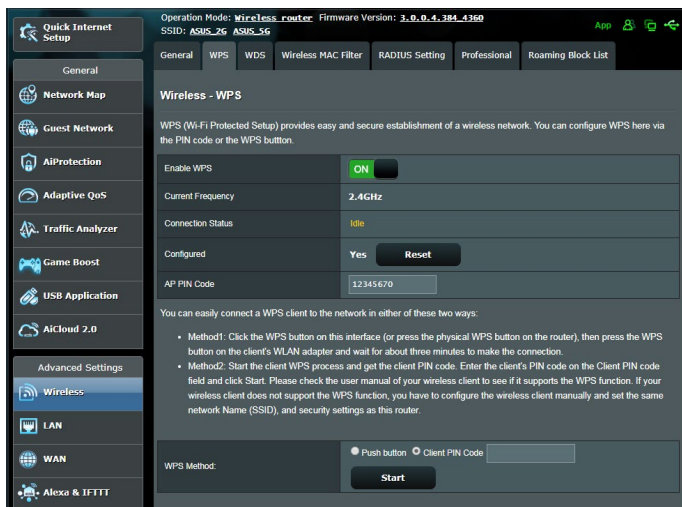 Quick Internet
Setup
General
Network Map
Guest Network
AiProtection
Adaptive QoS
Traffic Analyzer
Game Boost
USB Application
AiCloud 2.0
Advanced Settings
Wireless
LAN
WAN
Alexa & IFTTT
Operation Mode: Wireless router Firmware Version: 3.0.0.4.384_4360
SSID: ASUS_2G ASUS_5G
App
General WPS WDS Wireless MAC Filter RADIUS Setting Professional Roaming Block List
Wireless - WPS
WPS (Wi-Fi Protected Setup) provides easy and secure establishment of a wireless network. You can configure WPS here via
the PIN code or the WPS buttton.
Enable WPS ON
Current Frequency 2.4GHz
Connection Status Idle
Configured Yes Reset
AP PIN Code 12345670
You can easily connect a WPS client to the network in either of these two ways:
• Method1: Click the WPS button on this interface (or press the physical WPS button on the router), then press the WPS
button on the client's WLAN adapter and wait for about three minutes to make the connection.
• Method2: Start the client WPS process and get the client PIN code. Enter the client's PIN code on the Client PIN code
field and click Start. Please check the user manual of your wireless client to see if it supports the WPS function. If your
wireless client does not support the WPS function, you have to configure the wireless client manually and set the same
network Name (SSID), and security settings as this router.
WPS Method: Push button Client PIN Code
Start